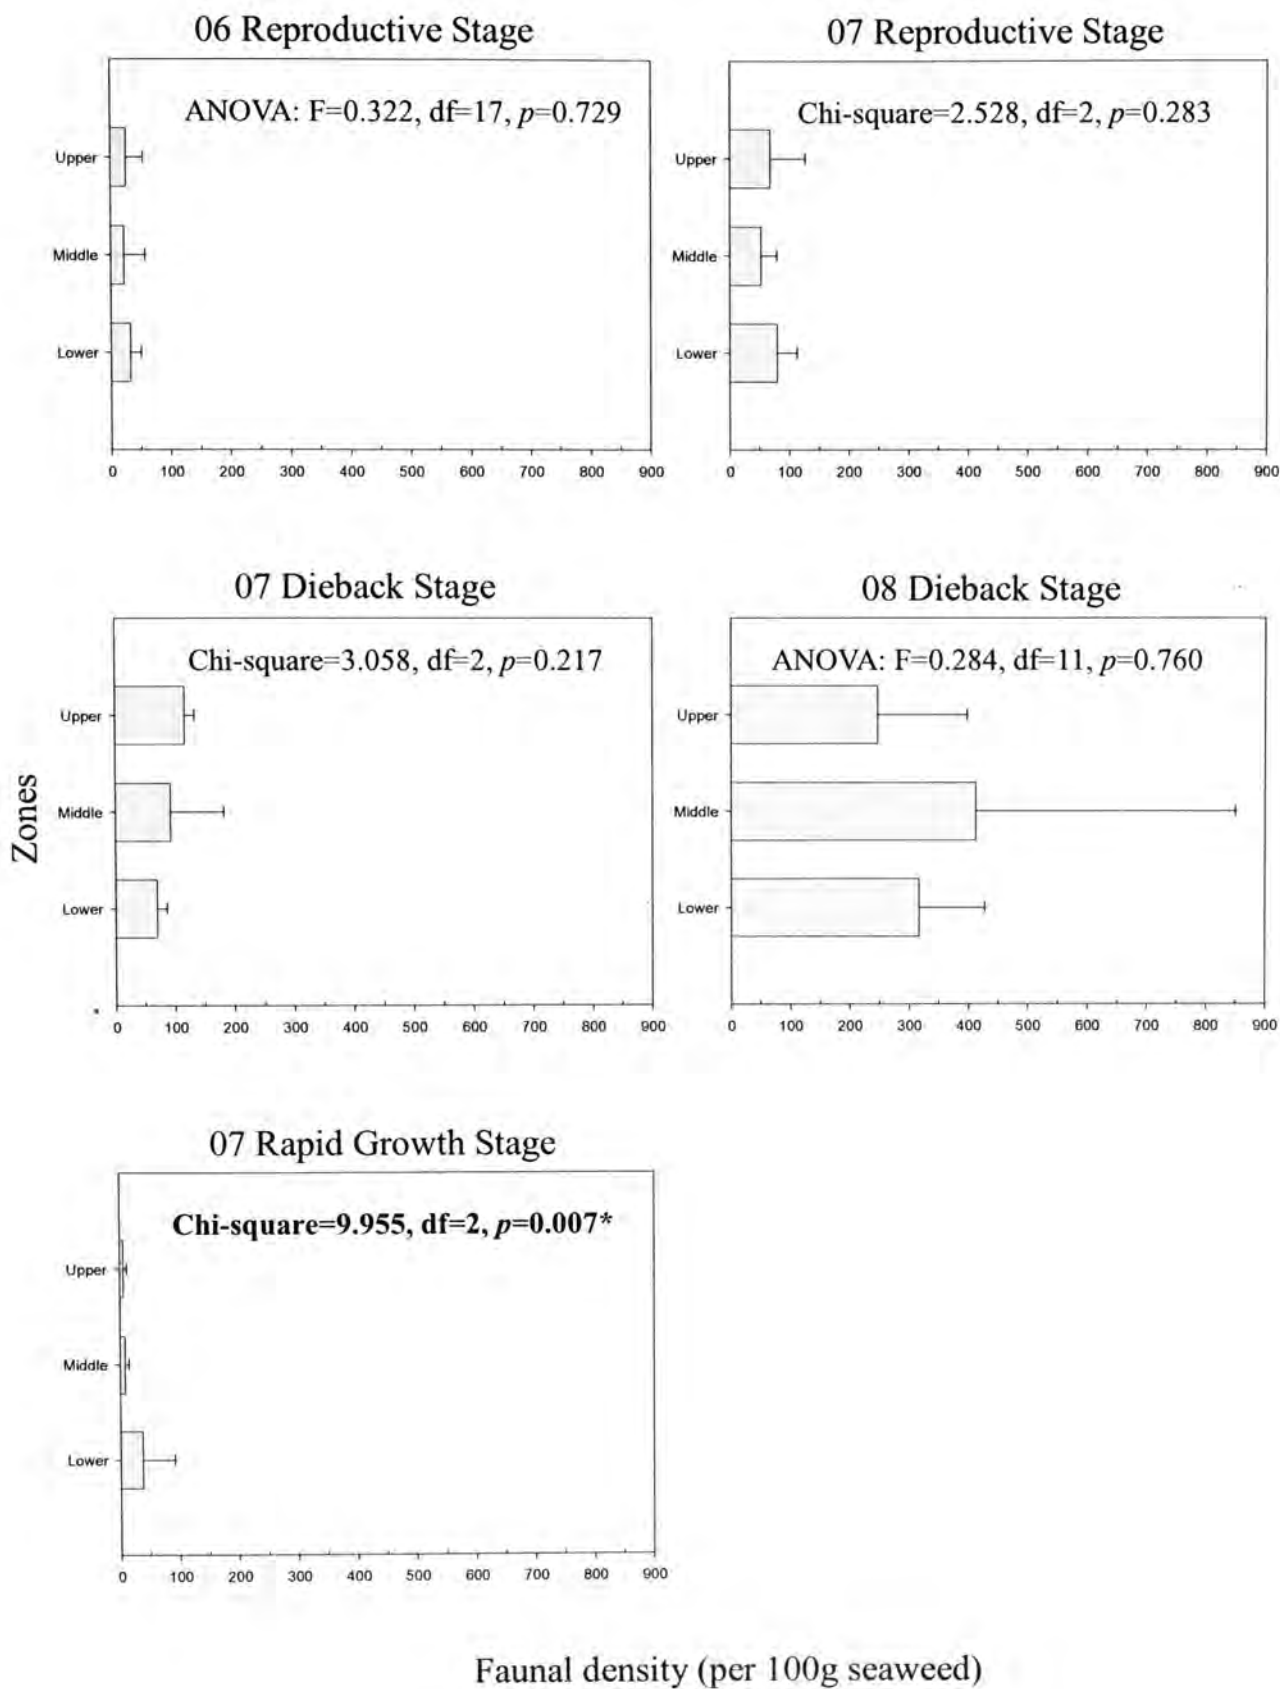 06 Reproductive Stage
ANOVA: F=0.322, df=17, p=0.729
Upper
Middle
Lower
0 100 200 300 400 500 600 700 800 900
07 Reproductive Stage
Chi-square=2.528, df=2, p=0.283
Upper
Middle
Lower
0 100 200 300 400 500 600 700 800 900
07 Dieback Stage
Chi-square=3.058, df=2, p=0.217
Upper
Middle
Lower
0 100 200 300 400 500 600 700 800 900
08 Dieback Stage
ANOVA: F=0.284, df=11, p=0.760
Upper
Middle
Lower
0 100 200 300 400 500 600 700 800 900
Zones
07 Rapid Growth Stage
Chi-square=9.955, df=2, p=0.007*
Upper
Middle
Lower
0 100 200 300 400 500 600 700 800 900
Faunal density (per 100g seaweed)